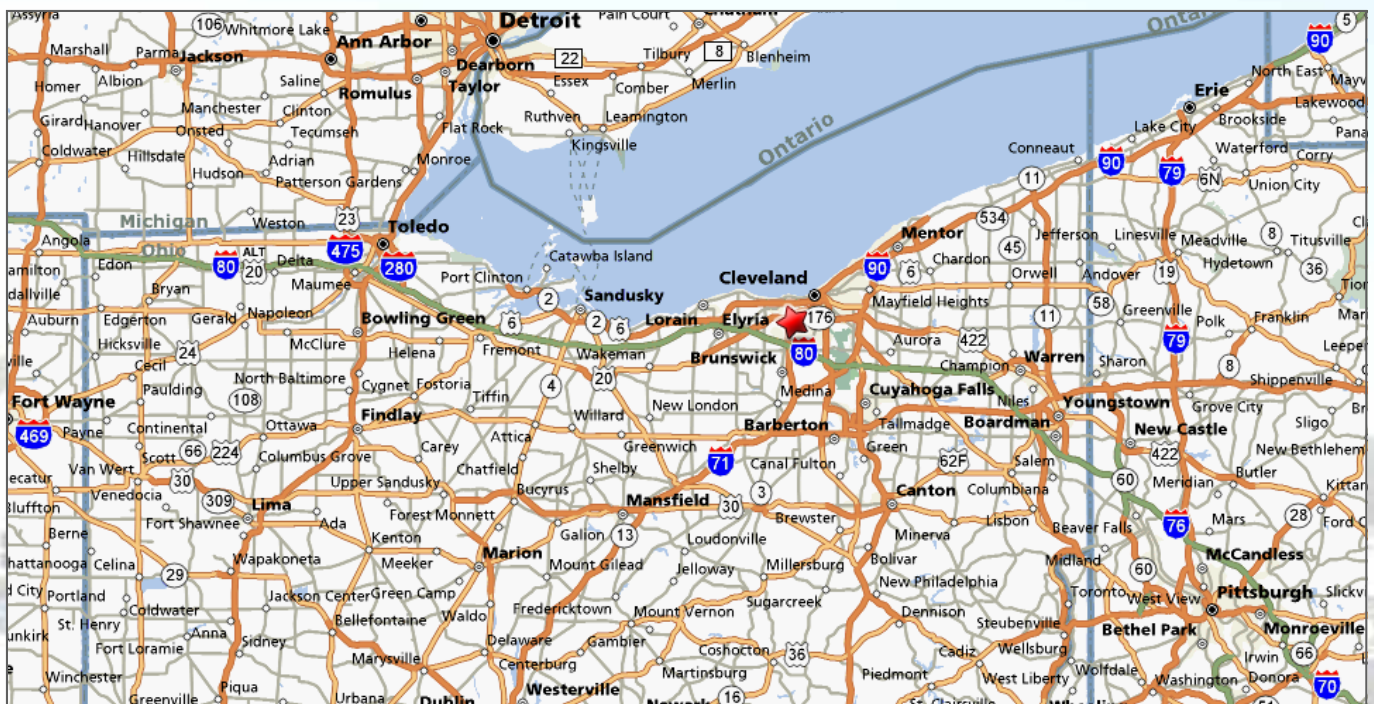 Assyria
106
Whitmore Lake
Detroit
Pain Court
Chatham
Ontario
5
90
Marshall
Parma
Jackson
Ann Arbor
Dearborn
22
Tilbury
8
Blenheim
North East
Homer
Albion
Saline
Romulus
Taylor
Essex
Comber
Merlin
Erie
Lakewood
Manchester
Clinton
Ruthven
Leamington
Brookside
Girard
Hanover
Onsted
Tecumseh
Flat Rock
Kingsville
Ontario
Lake City
Coldwater
Hillsdale
Adrian
Monroe
Conneaut
90
79
Waterford
Corry
Hudson
Patterson Gardens
11
6N
Union City
Michigan
Weston
23
Toledo
534
Mentor
45
Jefferson
Linesville
Meadville
8
Titusville
Angola
Ohio
475
Catawba Island
Chardon
Hydetown
Edon
80
ALT
20
Delta
280
Port Clinton
Cleveland
90
6
Orwell
Andover
19
36
Bryan
Maumee
2
Sandusky
Mayfield Heights
58
Auburn
Edgerton
Gerald
Napoleon
Bowling Green
6
2
6
Lorain
Elyria
176
11
Greenville
Polk
Franklin
Hicksville
24
McClure
Helena
Fremont
Wakeman
Brunswick
80
Aurora
422
Warren
Sharon
79
Cecil
Champion
8
Paulding
North Baltimore
Cygnet
Fostoria
4
20
Medina
Cuyahoga Falls
Niles
Shippenville
Fort Wayne
108
Tiffin
New London
Youngstown
Grove City
Findlay
Willard
Barberton
Tallmadge
Boardman
Sligo
469
Payne
Continental
Ottawa
Attica
New Castle
Scott
66
224
Columbus Grove
Carey
Greenwich
71
Canal Fulton
Green
62F
Salem
422
New Bethlehem
Van Wert
30
Chatfield
Shelby
60
Meridian
Butler
Venedocia
309
Lima
Upper Sandusky
Bucyrus
Mansfield
30
3
Canton
Columbiana
Bluffton
Fort Shawnee
Ada
Forest
Monnett
Brewster
Lisbon
Beaver Falls
76
Mars
28
Berne
Kenton
Galion
13
Loudonville
Minerva
Celina
Wapakoneta
Meeker
Marion
Mount Gilead
Jelloway
Millersburg
Bolivar
Midland
McCandless
29
New Philadelphia
60
Portland
Coldwater
Jackson Center
Green Camp
Waldo
Fredericktown
Mount Vernon
Sugarcreek
Dennison
Toronto
West View
Pittsburgh
St. Henry
Bellefontaine
Steubenville
Anna
Sidney
Delaware
Gambier
Bethel Park
Monroeville
Fort Loramie
Coshocton
36
Cadiz
Wellsburg
66
Marysville
Centerburg
Martinsburg
Piedmont
Wolfdale
Irwin
Winchester
Piqua
West Liberty
Washington
Donora
70
Greenville
Urbana
Dublin
Westerville
Newark
16